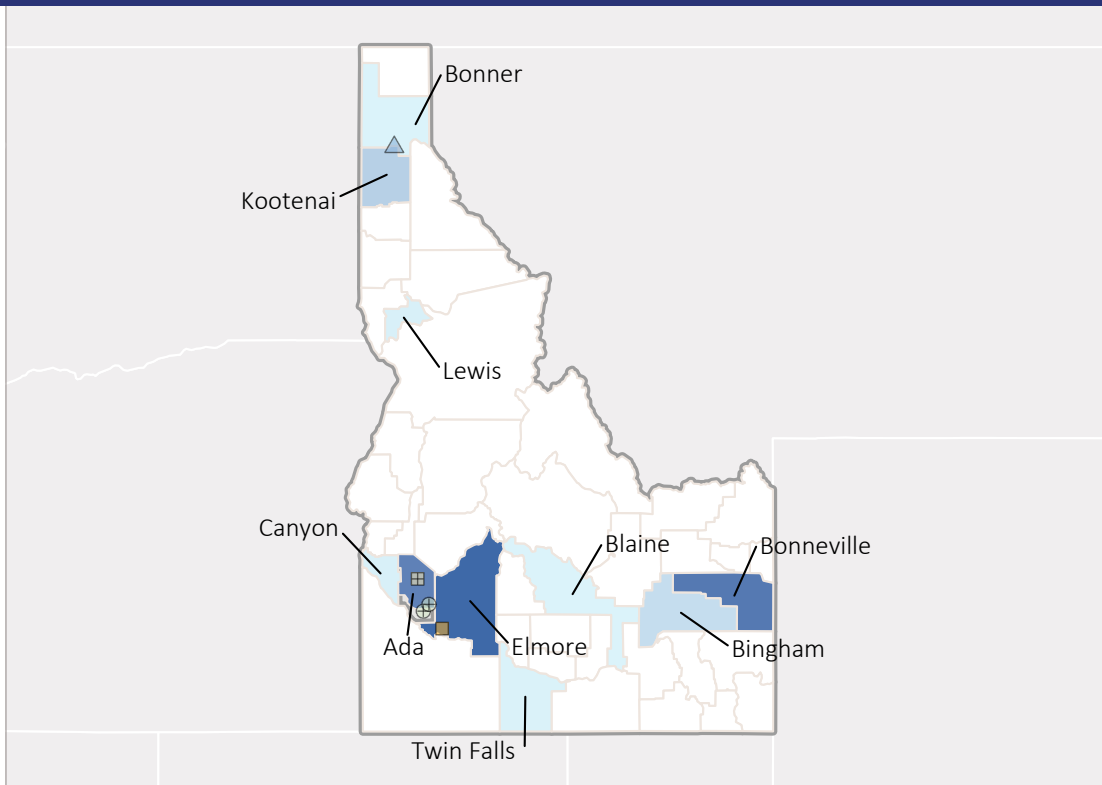 Bonner
Kootenai
Lewis
Canyon
Blaine
Bonneville
Ada
Elmore
Bingham
Twin Falls